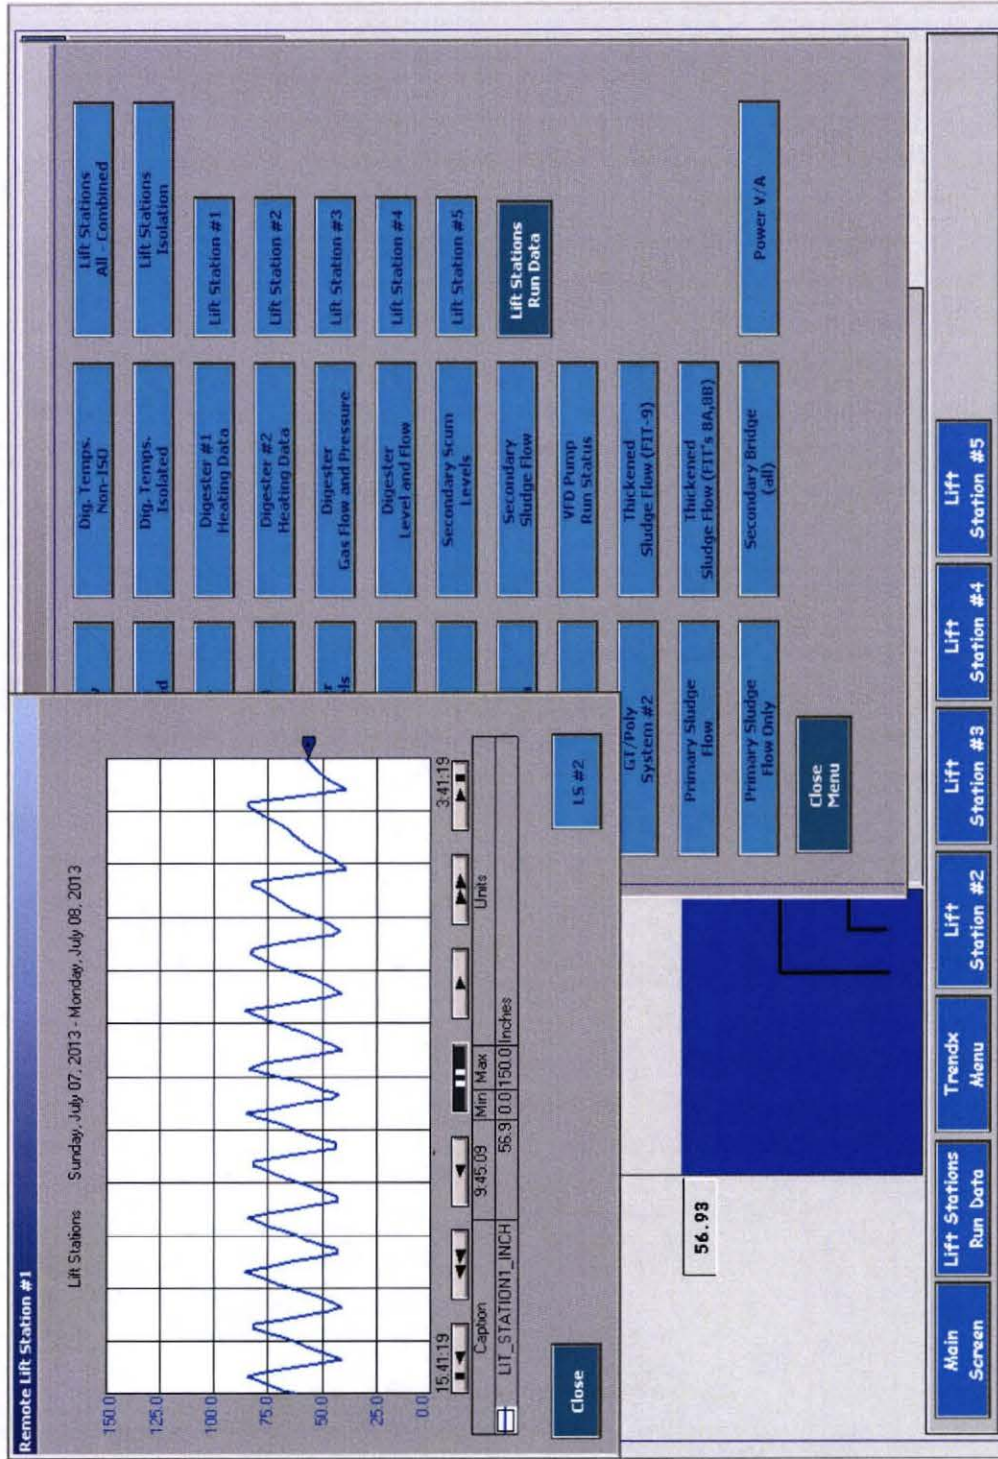 Remote Lift Station #1
Lift Stations Sunday, July 07, 2013 - Monday, July 08, 2013
150.0
125.0
100.0
75.0
50.0
25.0
0.0
15:41:19
3:41:19
Caption 9:45:09 Min Max Units
LIT_STATION1_INCH 56.9 0.0 150.0 Inches
Close
LS #2
Dig. Temps.
Non-ISO
Lift Stations
All - Combined
ed
Dig. Temps.
Isolated
Lift Stations
Isolation
Digester #1
Heating Data
Lift Station #1
Digester #2
Heating Data
Lift Station #2
els
Digester
Gas Flow and Pressure
Lift Station #3
Digester
Level and Flow
Lift Station #4
Secondary Scum
Levels
Lift Station #5
Secondary
Sludge Flow
Lift Stations
Run Data
VFD Pump
Run Status
GT/Poly
System #2
Thickened
Sludge Flow (FIT-9)
Primary Sludge
Flow
Thickened
Sludge Flow (FIT's 8A,8B)
Primary Sludge
Flow Only
Secondary Bridge
(all)
Power V/A
Close
Menu
56.93
Main
Screen
Lift Stations
Run Data
Trendx
Menu
Lift
Station #2
Lift
Station #3
Lift
Station #4
Lift
Station #5